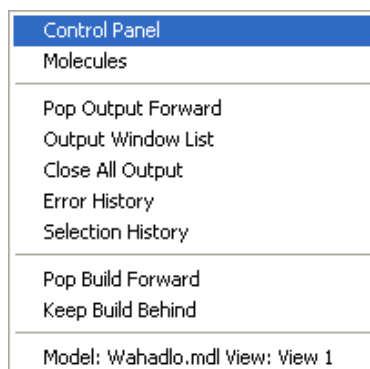 Control Panel
Molecules
Pop Output Forward
Output Window List
Close All Output
Error History
Selection History
Pop Build Forward
Keep Build Behind
Model: Wahadlo.mdl View: View 1